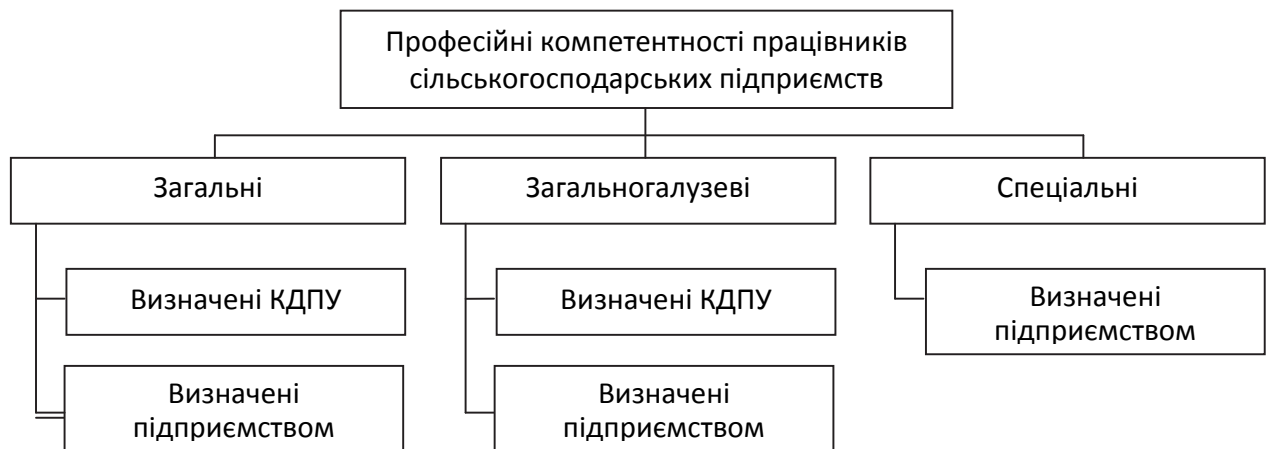 Професійні компетентності працівників
сільськогосподарських підприємств
Загальні
Загальногалузеві
Спеціальні
Визначені КДПУ
Визначені КДПУ
Визначені
підприємством
Визначені
підприємством
Визначені
підприємством